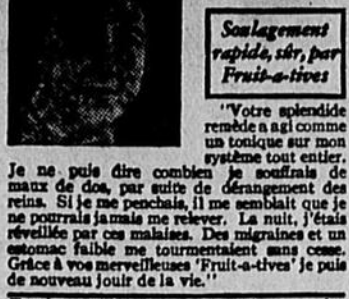 Soulagement
rapide, sûr, par
Fruit-a-tives
"Votre splendide
remède a agi comme
un tonique sur mon
système tout entier.
Je ne puis dire combien je souffrais de
maux de dos, par suite de dérangement des
reins. Si je me penchais, il me semblait que je
ne pourrais jamais me relever. La nuit, j'étais
réveillée par ces malaises. Des migraines et un
estomac faible me tourmentaient sans cesse.
Grâce à vos merveilleuses 'Fruit-a-tives' je puis
de nouveau jouir de la vie."